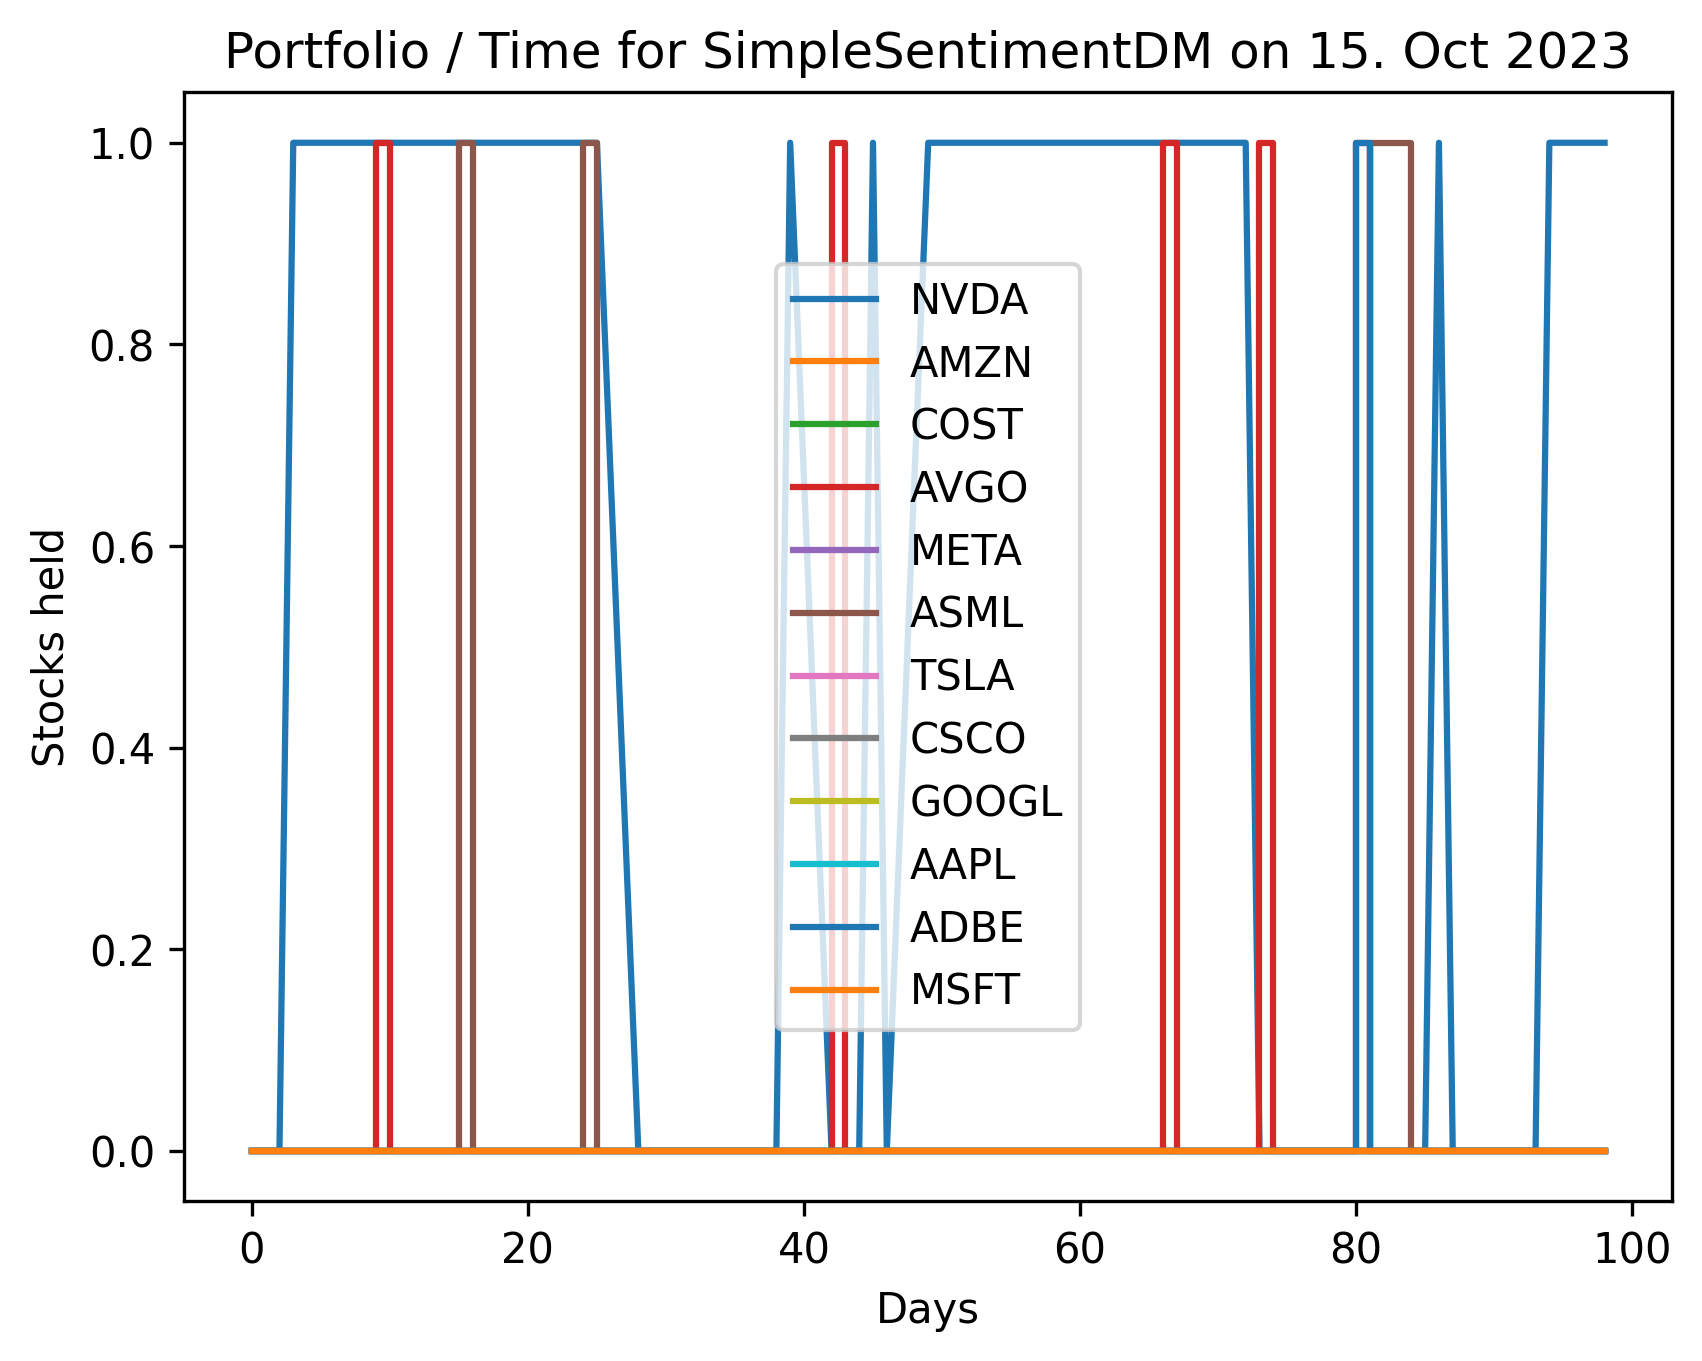 Portfolio / Time for SimpleSentimentDM on 15. Oct 2023
1.0
0.8
0.6
0.4
0.2
0.0
Stocks held
NVDA
AMZN
COST
AVGO
META
ASML
TSLA
CSCO
GOOGL
AAPL
ADBE
MSFT
0 20 40 60 80 100
Days